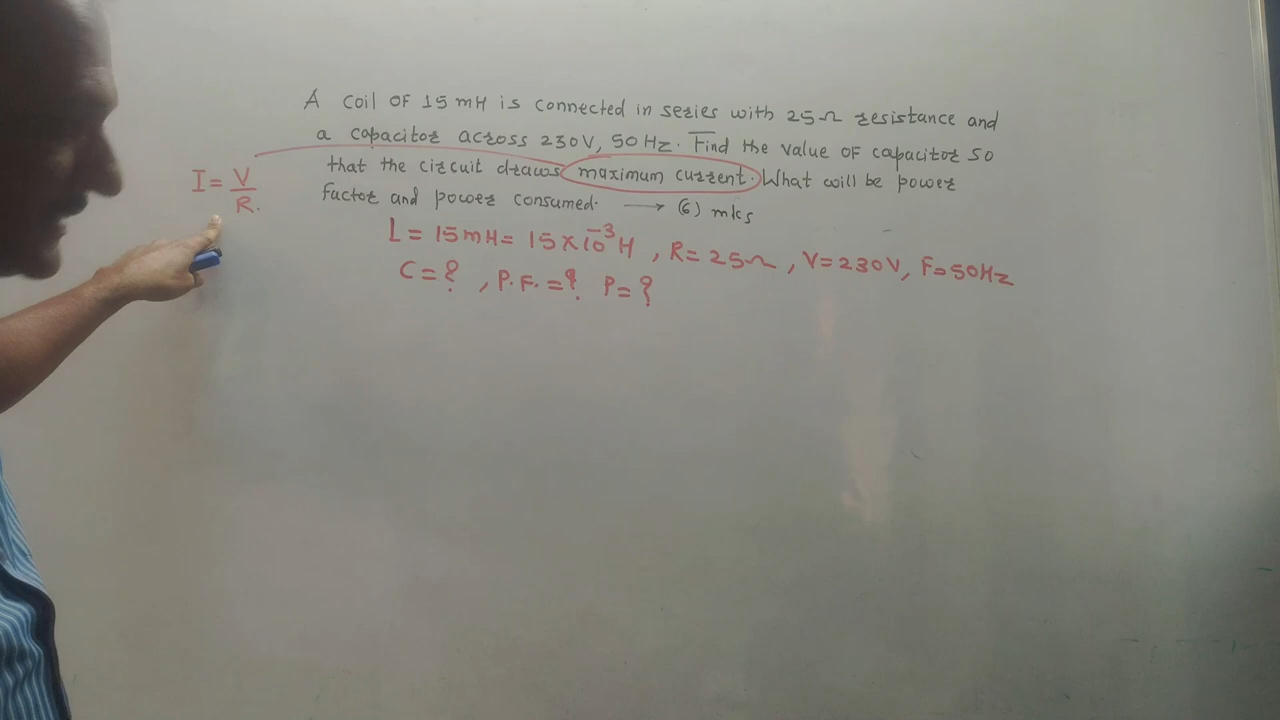 A coil OF 15 mH is connected in series with 25Ω resistance and
a capacitor across 230V, 50 Hz. Find the value of capacitor so
that the circuit draws maximum current. What will be power
factor and power consumed. → (6) mks
I = V/R.
L = 15mH = 15×10⁻³ H, R = 25Ω, V = 230V, F = 50Hz
C = ?, P.F. = ? P = ?